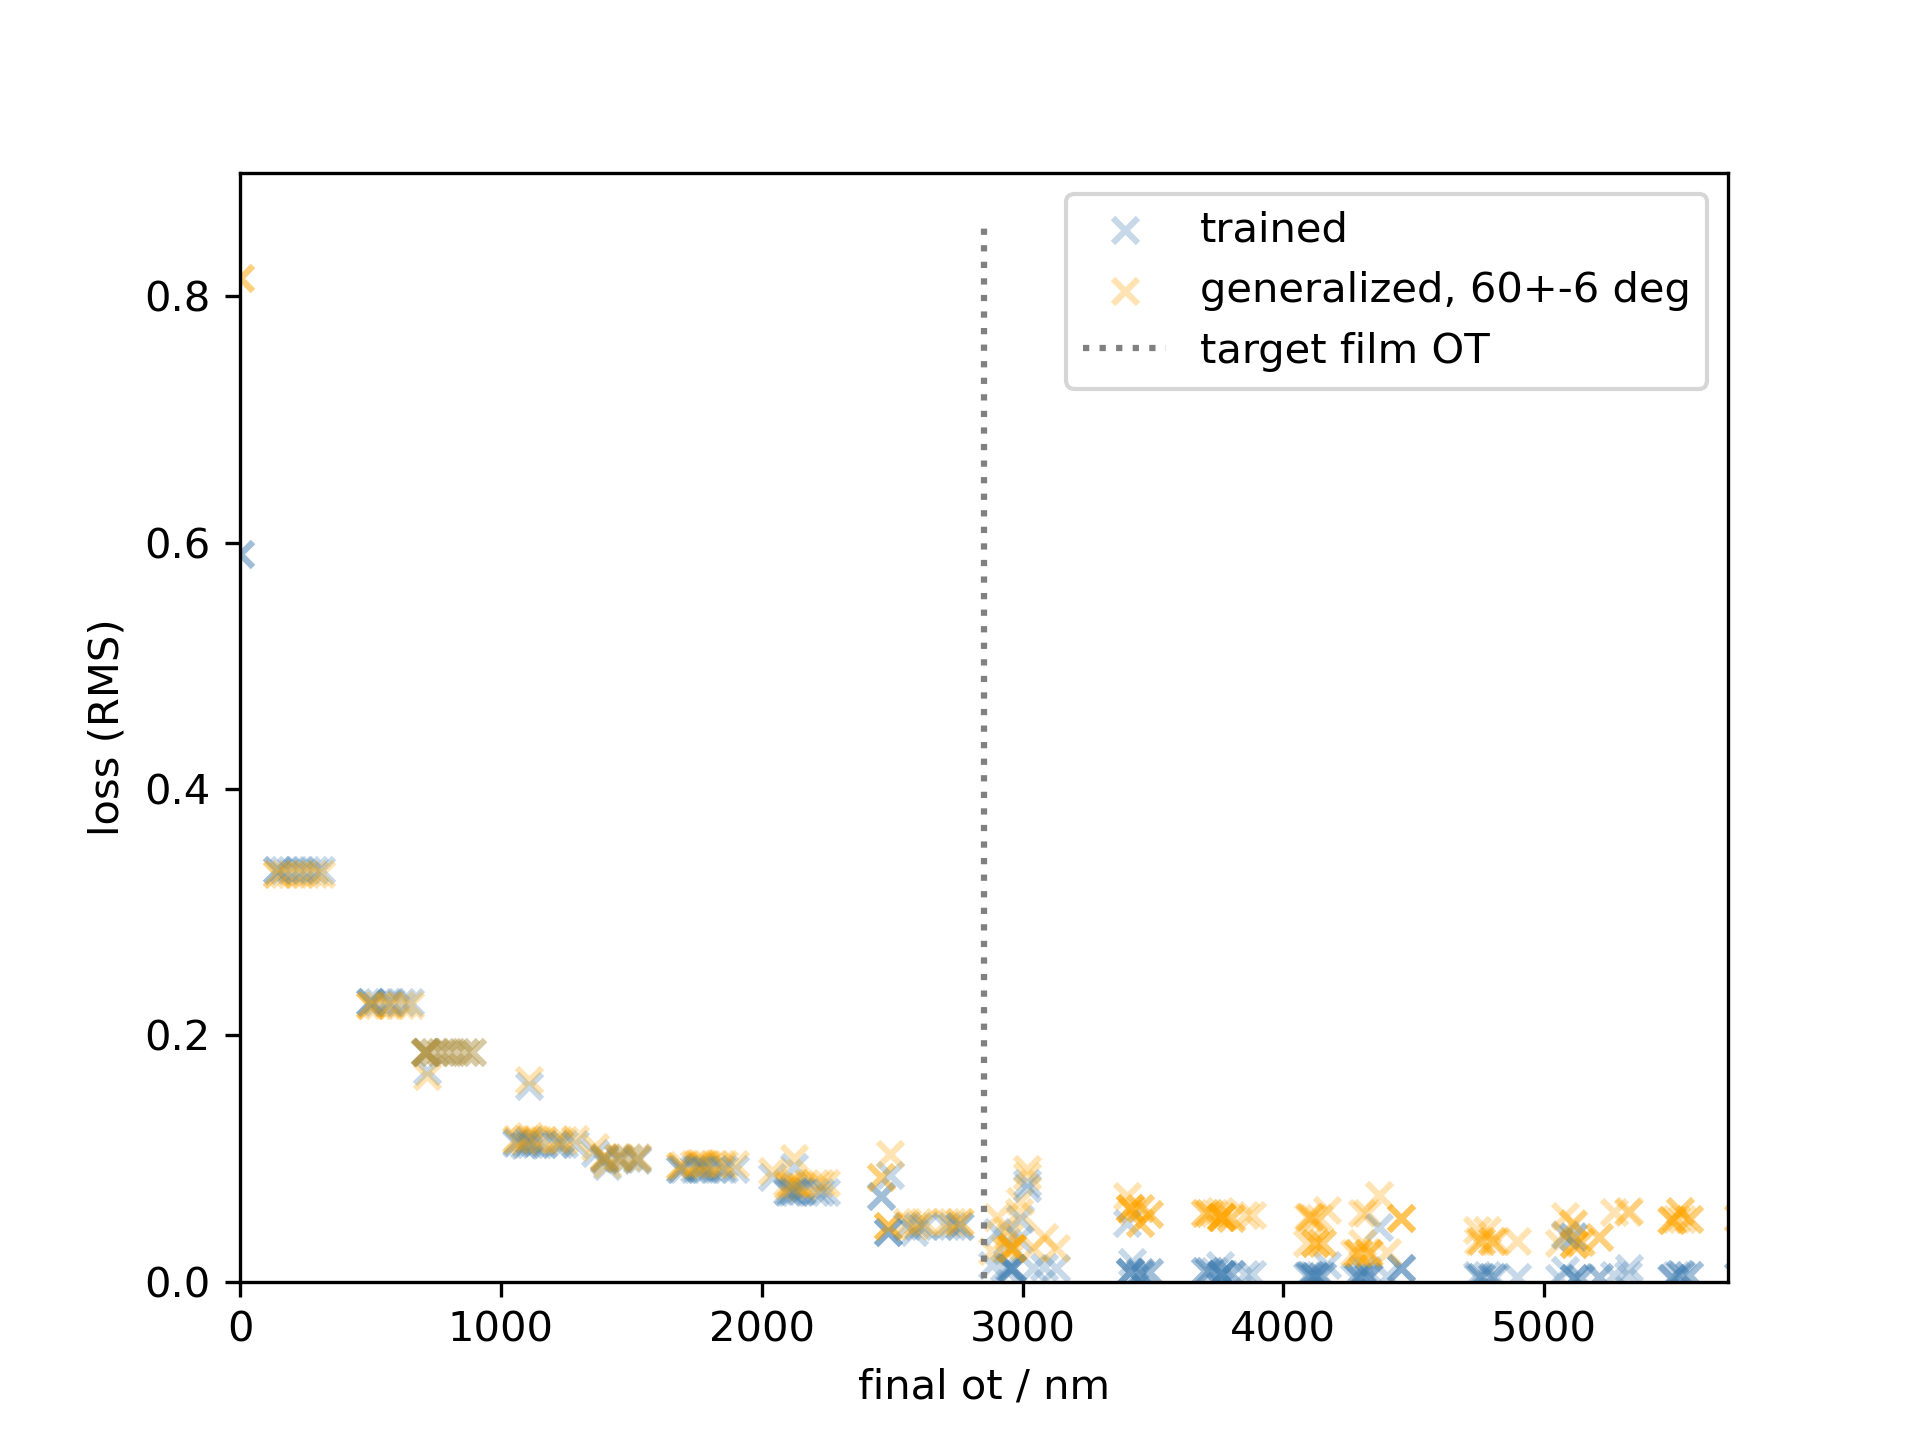 trained
generalized, 60+-6 deg
target film OT
0.8
0.6
0.4
0.2
0.0
loss (RMS)
0 1000 2000 3000 4000 5000
final ot / nm